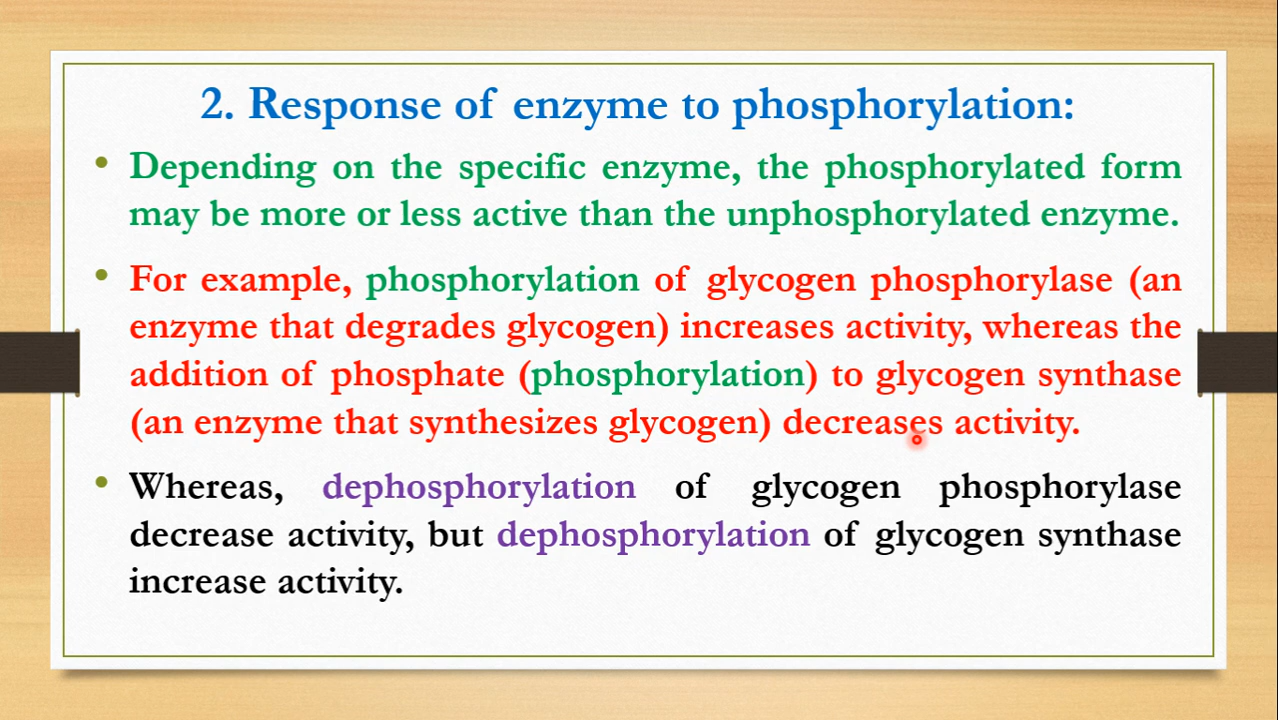 2. Response of enzyme to phosphorylation:
• Depending on the specific enzyme, the phosphorylated form
may be more or less active than the unphosphorylated enzyme.
• For example, phosphorylation of glycogen phosphorylase (an
enzyme that degrades glycogen) increases activity, whereas the
addition of phosphate (phosphorylation) to glycogen synthase
(an enzyme that synthesizes glycogen) decreases activity.
• Whereas, dephosphorylation of glycogen phosphorylase
decrease activity, but dephosphorylation of glycogen synthase
increase activity.